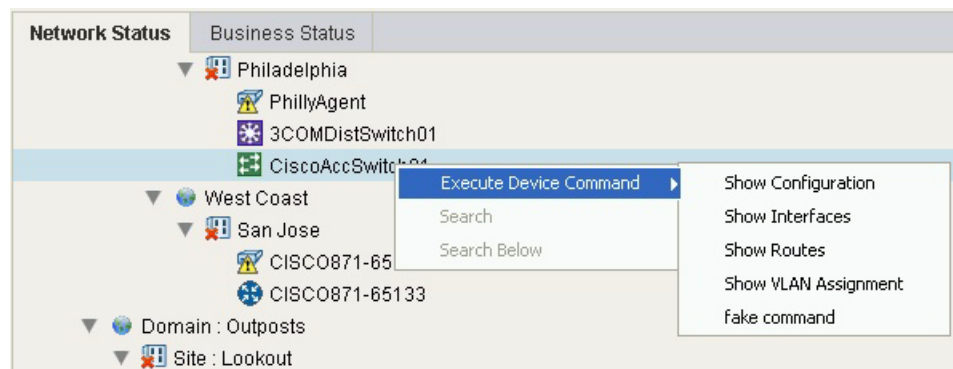 Network Status Business Status
Philadelphia
PhillyAgent
3COMDistSwitch01
CiscoAccSwitch01
Execute Device Command
Search
Search Below
Show Configuration
Show Interfaces
Show Routes
Show VLAN Assignment
fake command
West Coast
San Jose
CISCO871-65
CISCO871-65133
Domain : Outposts
Site : Lookout